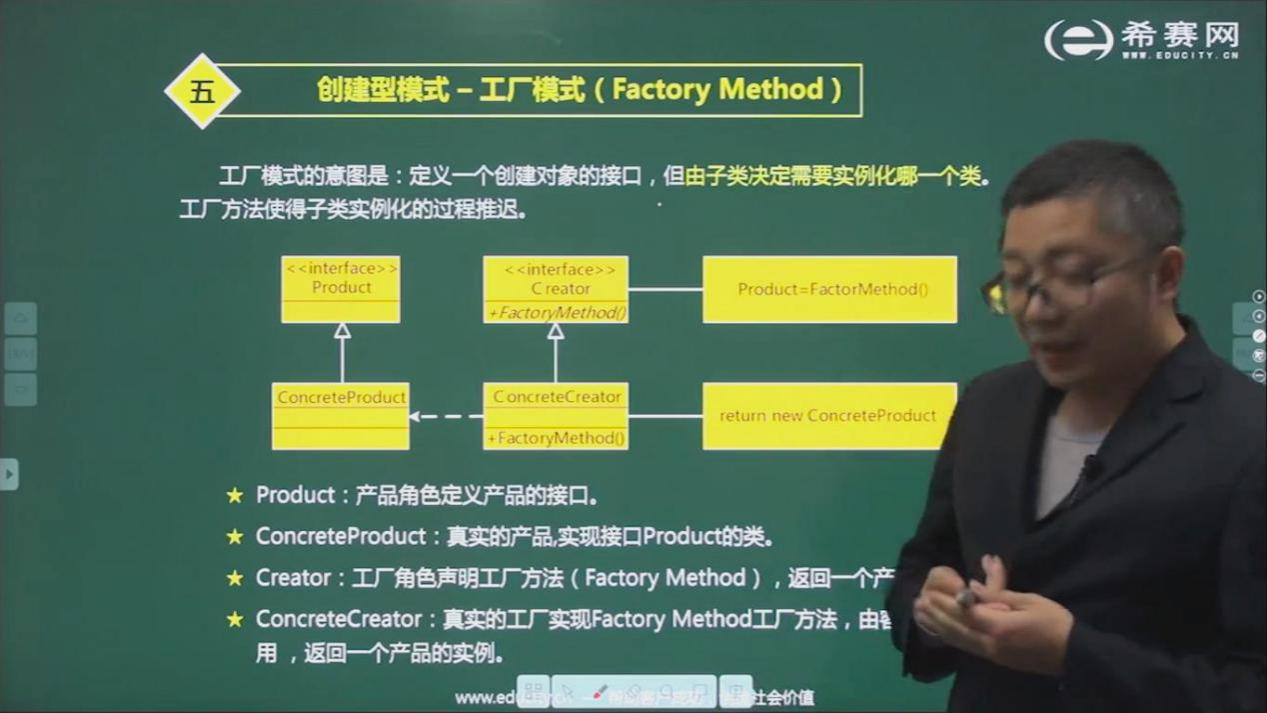 希赛网
WWW.EDUCITY.CN
五
创建型模式 – 工厂模式（Factory Method）
工厂模式的意图是：定义一个创建对象的接口，但由子类决定需要实例化哪一个类。
工厂方法使得子类实例化的过程推迟。
<<interface>>
Product
<<interface>>
Creator
+FactoryMethod()
Product=FactorMethod()
ConcreteProduct
ConcreteCreator
+FactoryMethod()
return new ConcreteProduct
★ Product：产品角色定义产品的接口。
★ ConcreteProduct：真实的产品,实现接口Product的类。
★ Creator：工厂角色声明工厂方法（Factory Method），返回一个产
★ ConcreteCreator：真实的工厂实现Factory Method工厂方法，由客
用 ，返回一个产品的实例。
www.educity.cn
社会价值